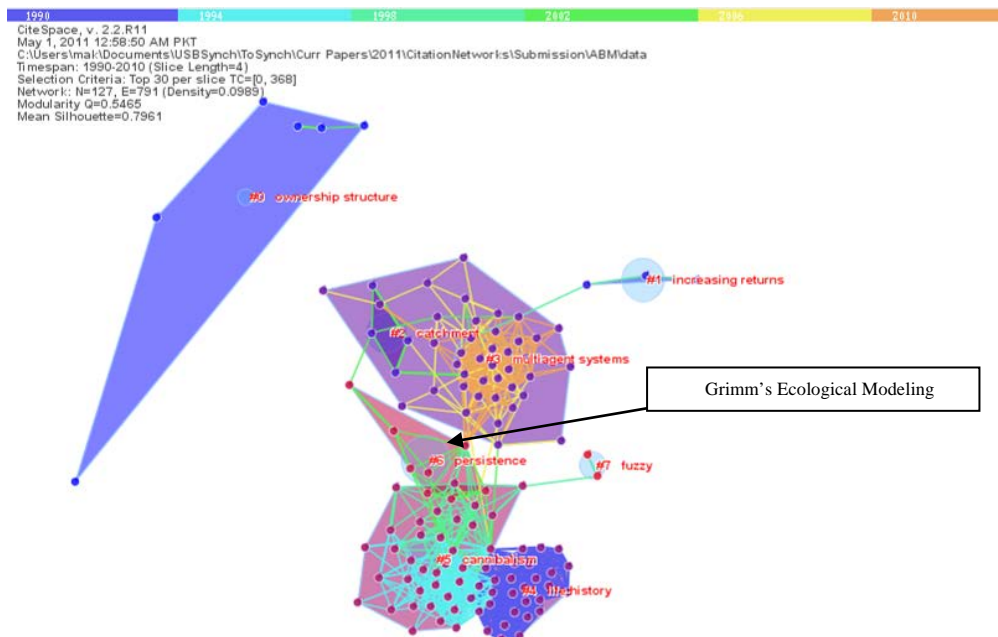 1990 1994 1998 2002 2006 2010
CiteSpace, v. 2.2.R11
May 1, 2011 12:58:50 AM PKT
C:\Users\mak\Documents\USBSynch\ToSynch\Curr Papers\2011\CitationNetworks\Submission\ABM\data
Timespan: 1990-2010 (Slice Length=4)
Selection Criteria: Top 30 per slice TC=[0, 368]
Network: N=127, E=791 (Density=0.0989)
Modularity Q=0.5465
Mean Silhouette=0.7961
#0 ownership structure
#1 increasing returns
#2 catchment
#3 multiagent systems
Grimm's Ecological Modeling
#6 persistence
#7 fuzzy
#5 cannibalism
#4 life history